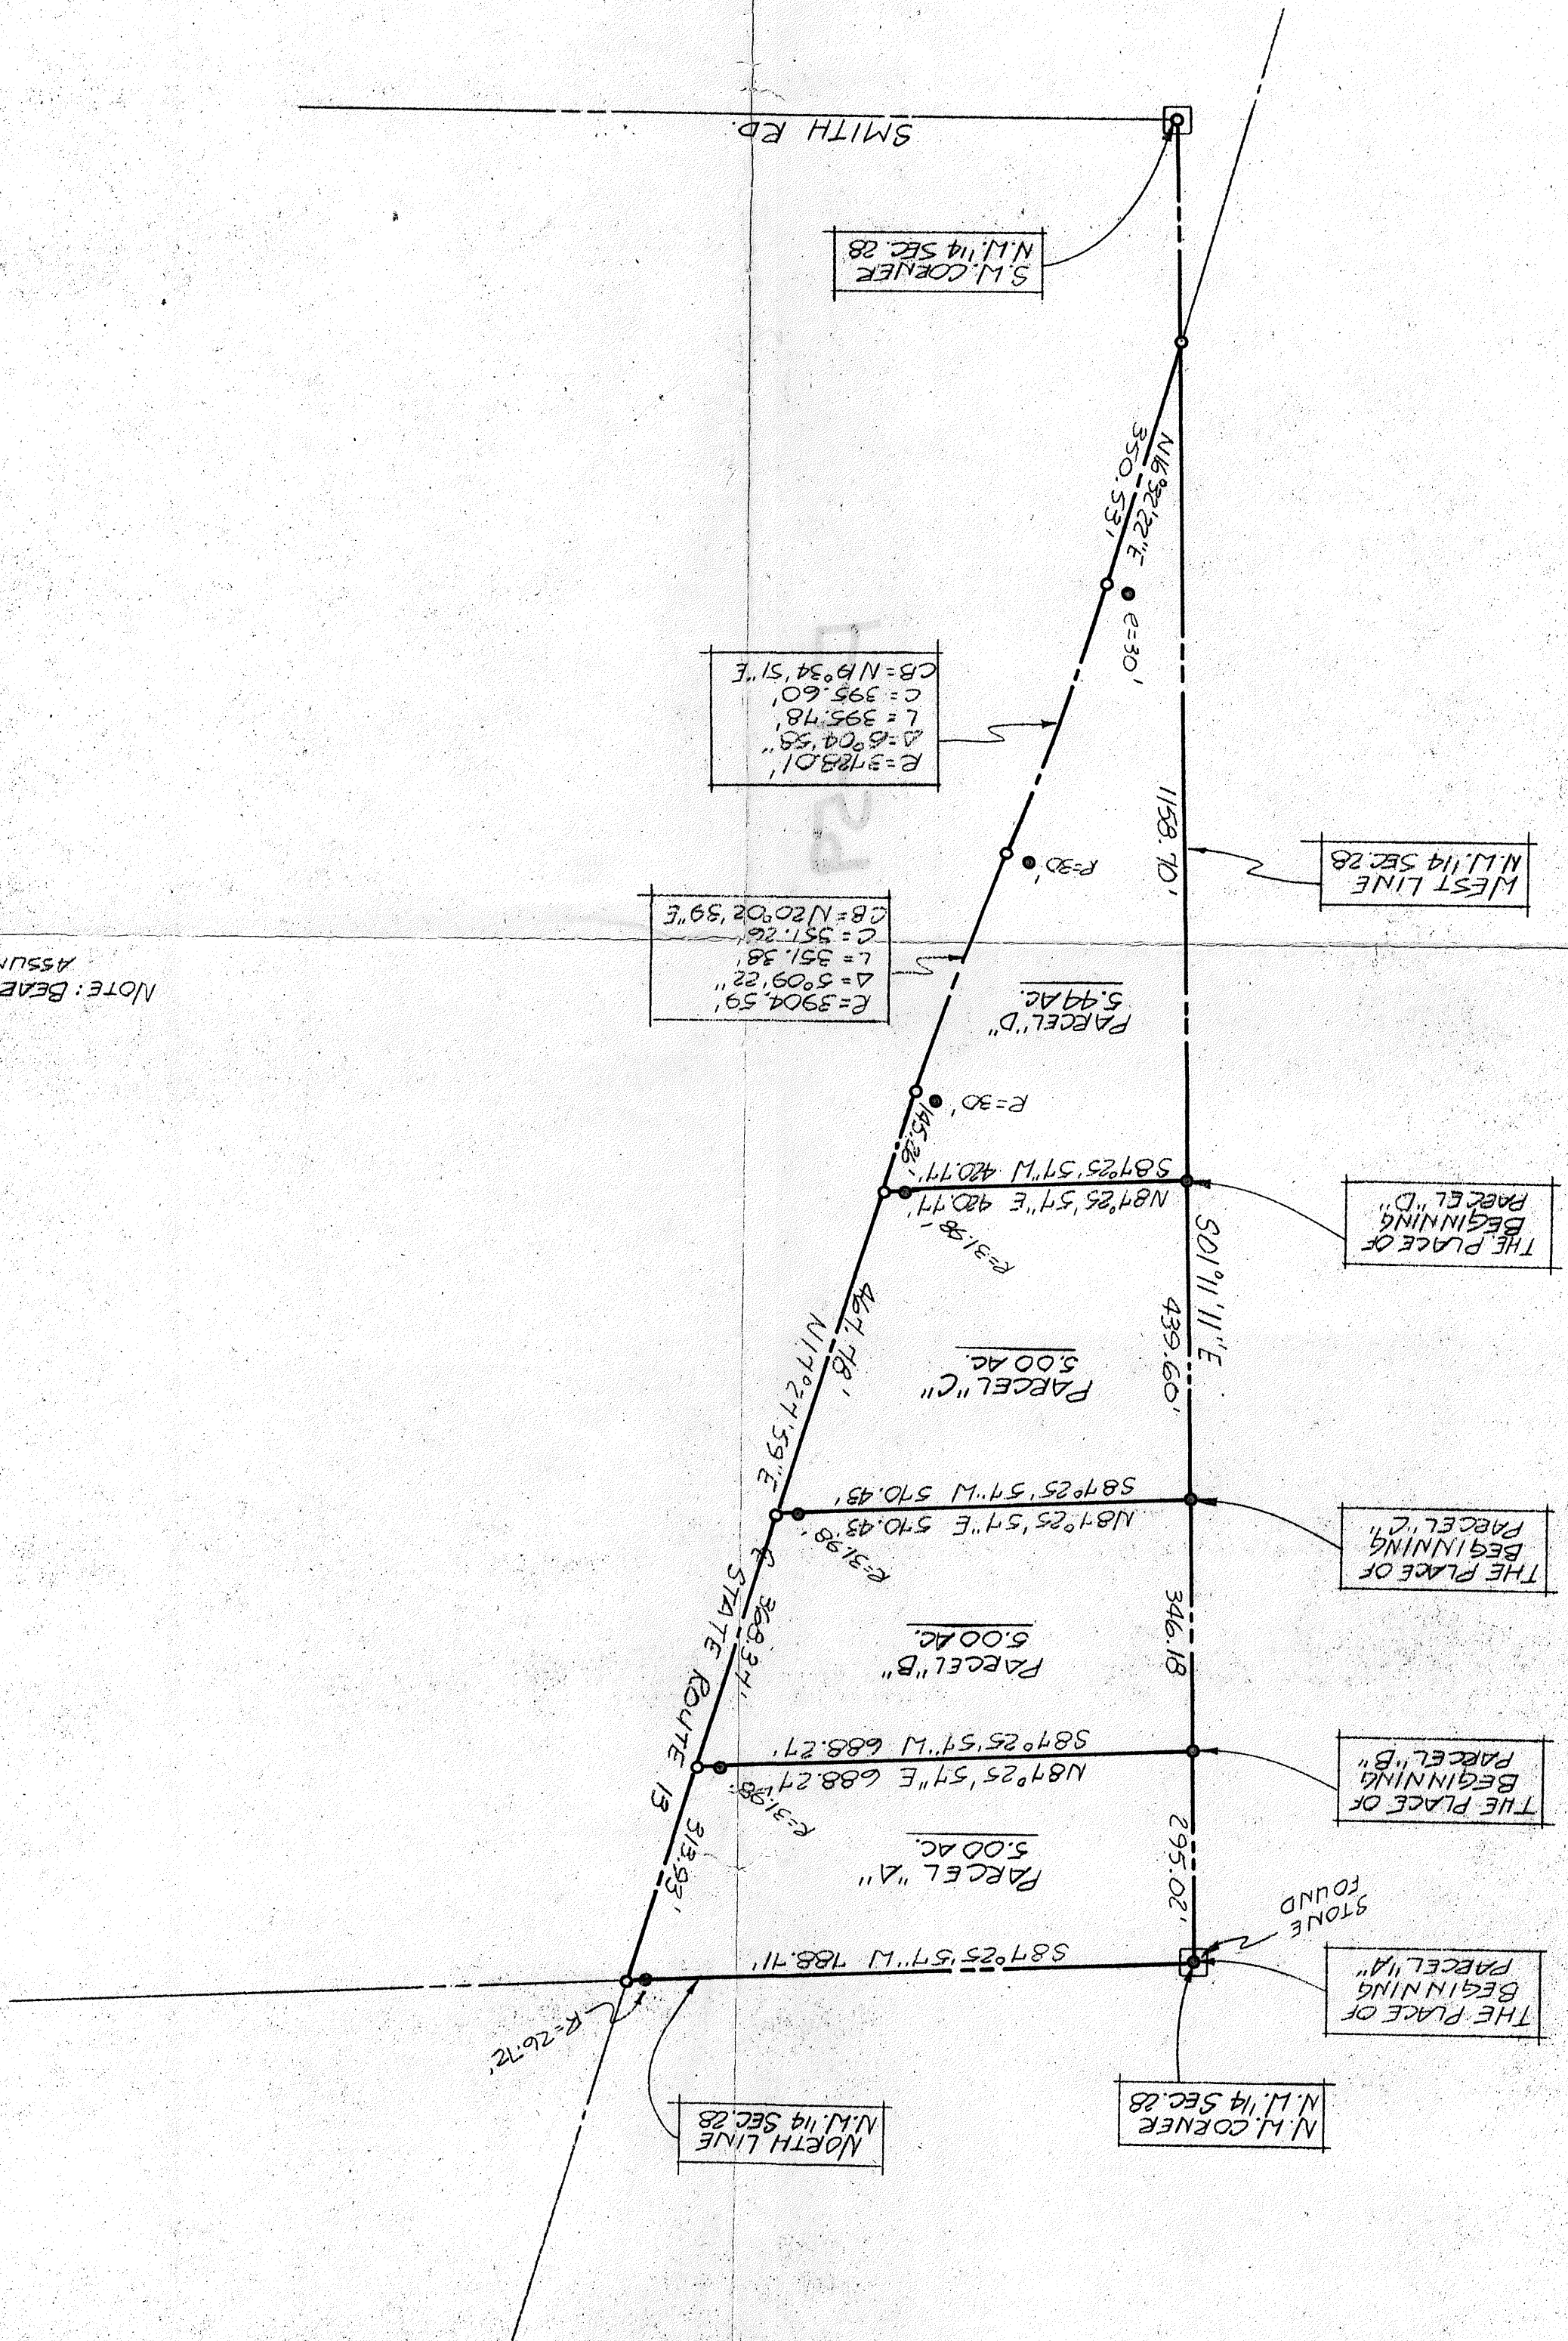 NORTH LINE
N.W. 1/4 SEC. 28
N.W. CORNER
N.W. 1/4 SEC. 28
R=26.72'
THE PLACE OF
BEGINNING
PARCEL "A"
STONE
FOUND
S87°25'57"W 788.71'
295.02'
PARCEL "A"
5.00 AC.
313.93'
R=31.98'
THE PLACE OF
BEGINNING
PARCEL "B"
N87°25'57"E 688.27'
S87°25'57"W 688.27'
346.18
PARCEL "B"
5.00 AC.
℄ STATE ROUTE 13
368.37'
R=31.98'
THE PLACE OF
BEGINNING
PARCEL "C"
N87°25'57"E 570.43'
S87°25'57"W 570.43'
S01°11'11"E
439.60'
PARCEL "C"
5.00 AC.
N17°27'59"E
467.78'
R=31.98'
THE PLACE OF
BEGINNING
PARCEL "D"
N87°25'57"E 420.77'
S87°25'57"W 420.77'
145.26'
R=30'
PARCEL "D"
5.44 AC.
R=3904.59'
Δ=5°09'22"
L=351.38'
C=351.26'
CB=N20°02'39"E
NOTE: BEAR
ASSUM
WEST LINE
N.W. 1/4 SEC. 28
1158.70'
R=30'
R=3728.01'
Δ=6°04'58"
L=395.78'
C=395.60'
CB=N19°34'51"E
R=30'
N16°32'22"E
350.53'
S.W. CORNER
N.W. 1/4 SEC. 28
SMITH RD.